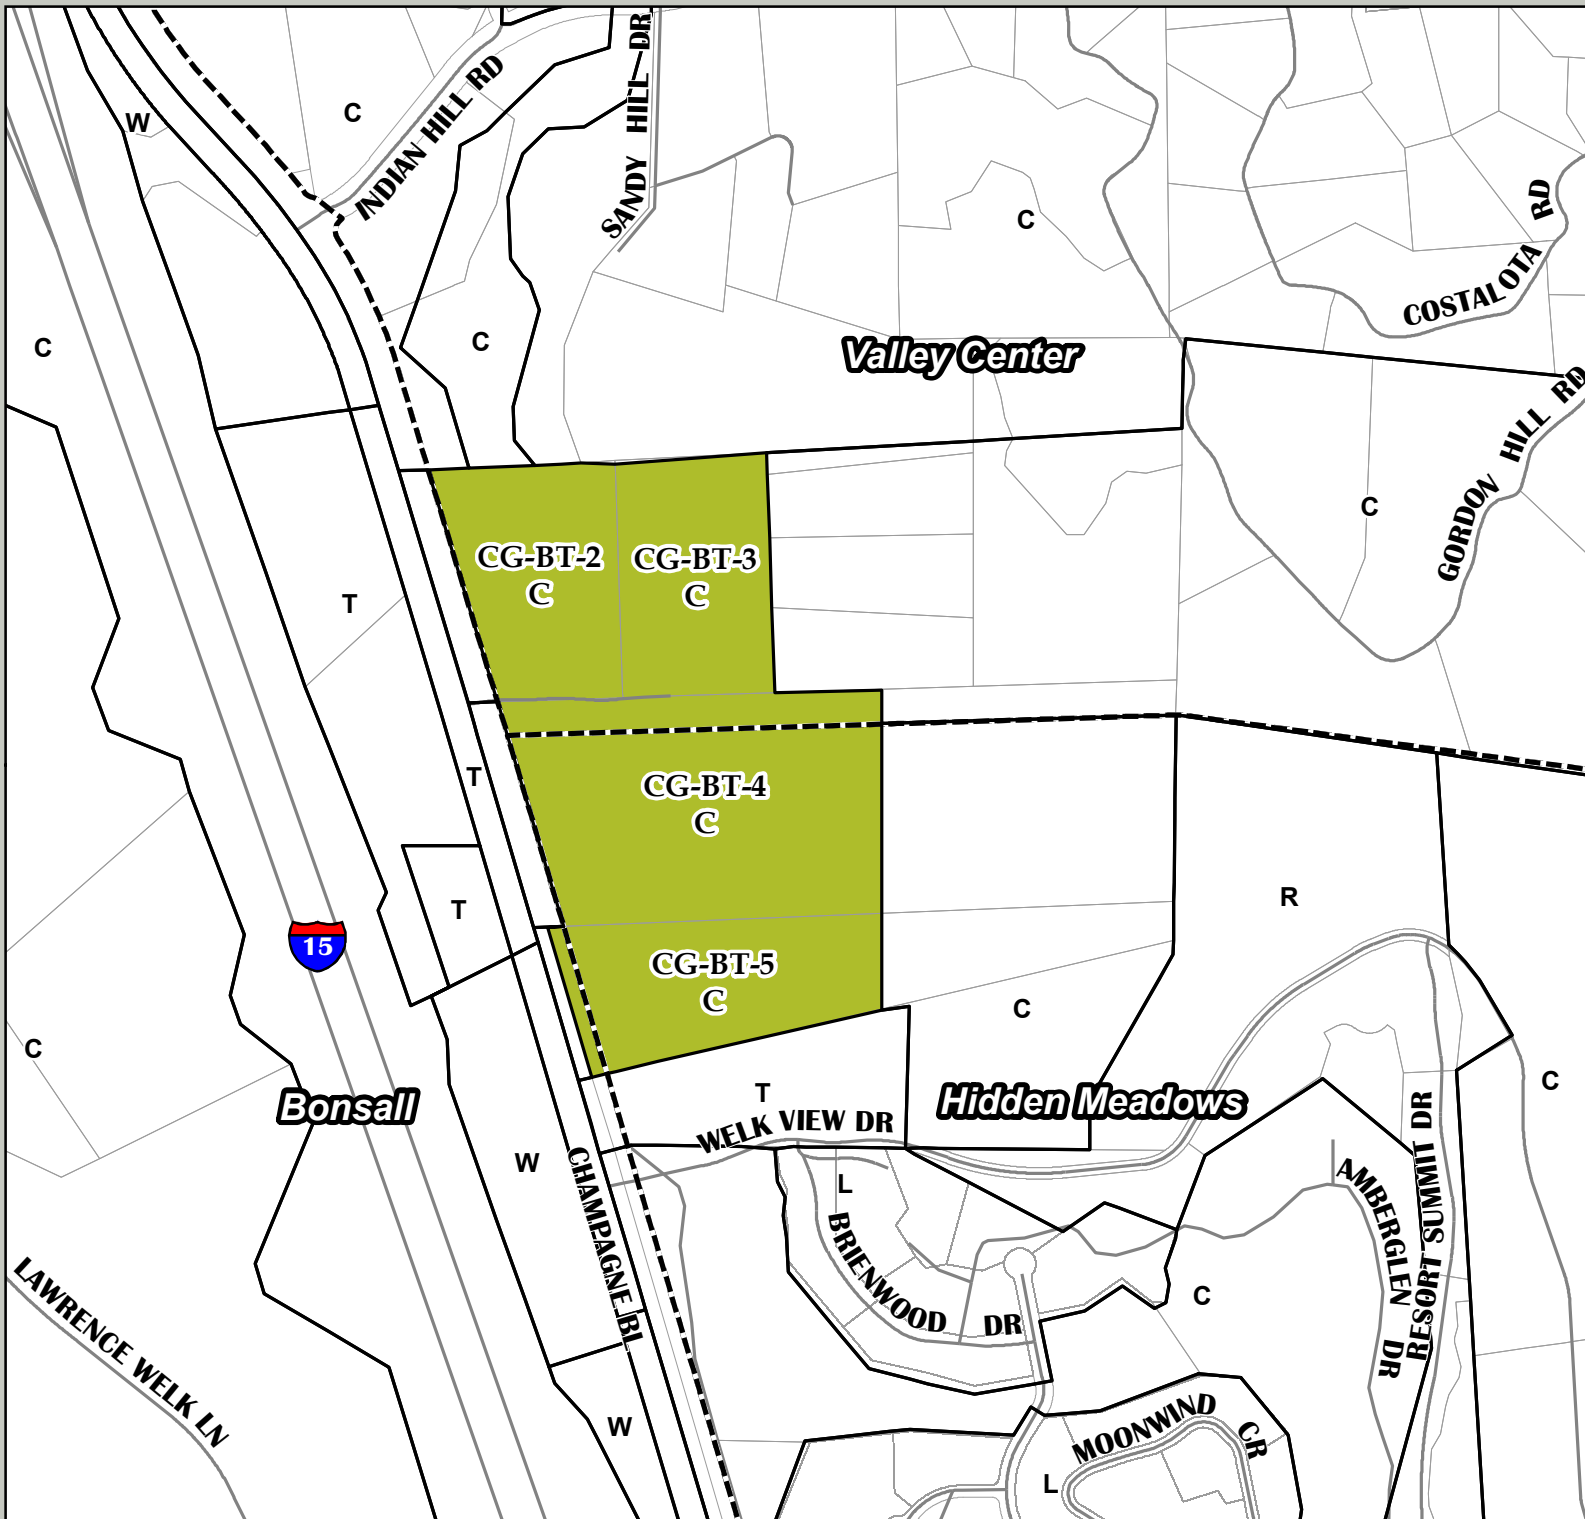 W
C
INDIAN HILL RD
SANDY HILL DR
C
COSTALOTA RD
C
C
Valley Center
GORDON HILL RD
C
CG-BT-2
C
CG-BT-3
C
T
T
CG-BT-4
C
T
R
15
CG-BT-5
C
C
C
C
Bonsall
T
Hidden Meadows
WELK VIEW DR
W
CHAMPAGNE BL
L
BRIENWOOD DR
AMBERGLEN DR
RESORT SUMMIT DR
C
LAWRENCE WELK LN
W
MOONWIND CR
L